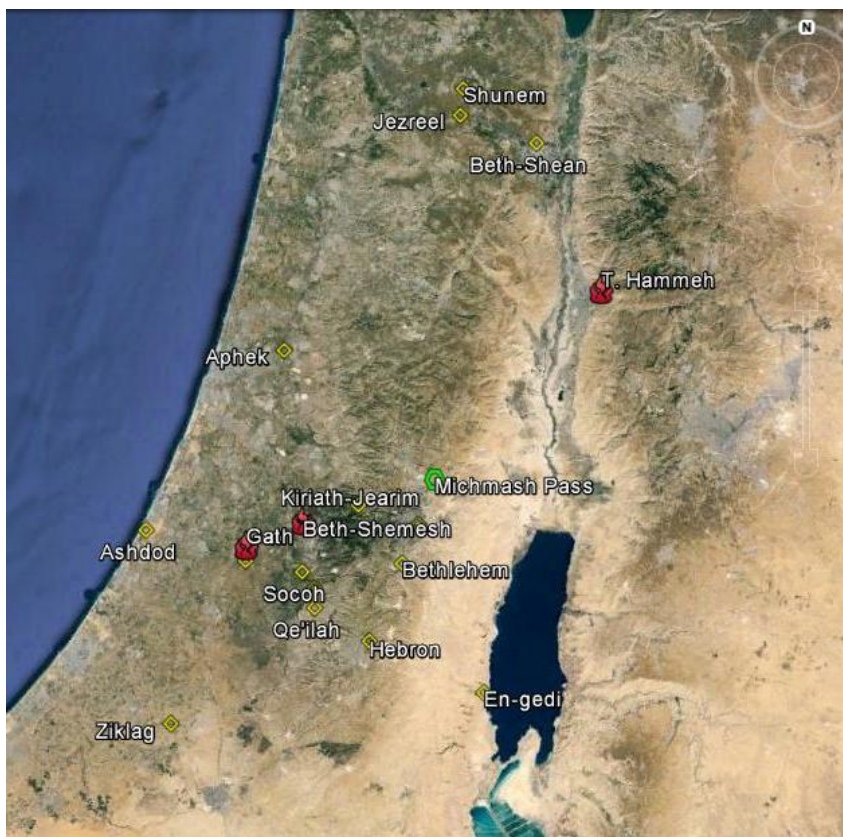 N
Shunem
Jezreel
Beth-Shean
T. Hammeh
Aphek
Michmash Pass
Kiriath-Jearim
Gath
Beth-Shemesh
Ashdod
Bethlehem
Socoh
Qe'ilah
Hebron
En-gedi
Ziklag